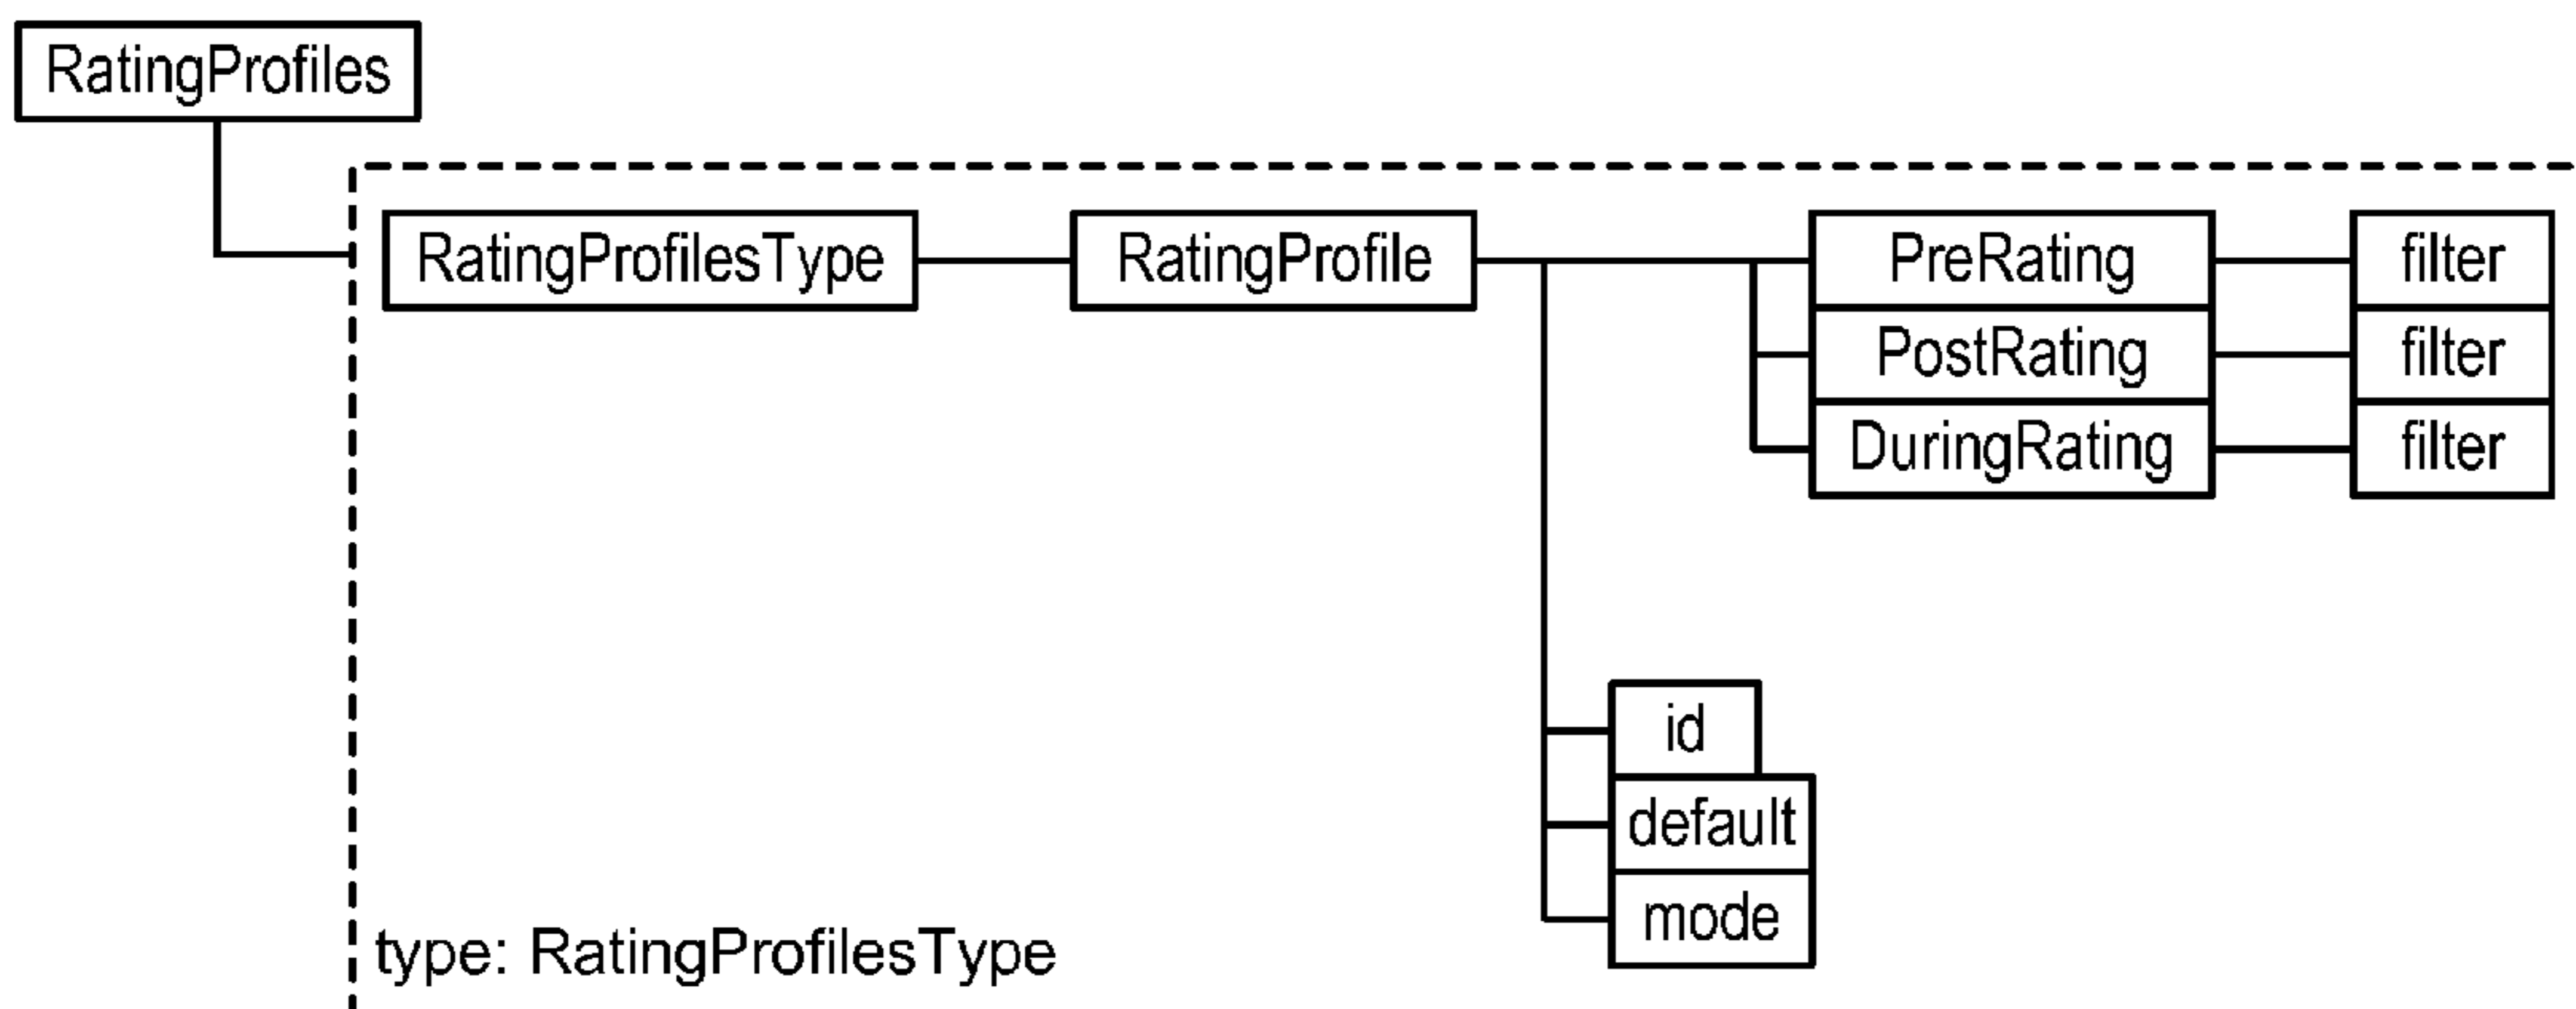 RatingProfiles
RatingProfilesType
RatingProfile
PreRating
filter
PostRating
filter
DuringRating
filter
id
default
mode
type: RatingProfilesType